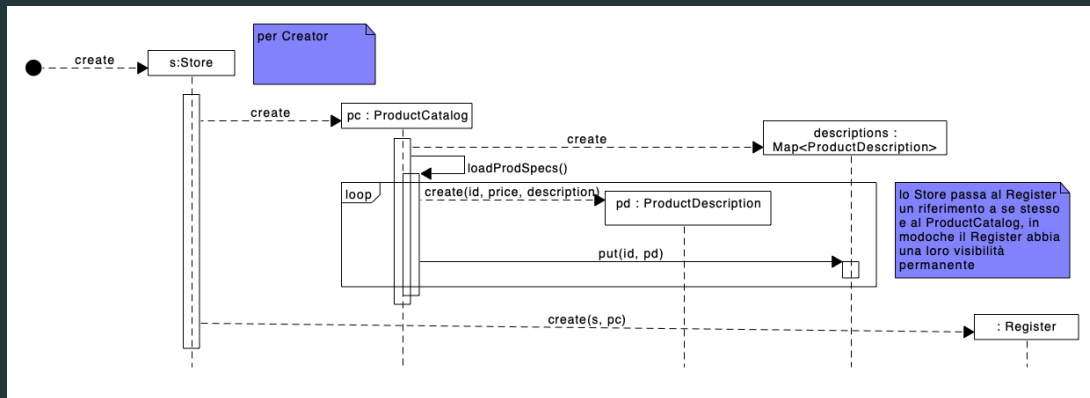 per Creator
create
s:Store
create
pc : ProductCatalog
create
descriptions :
Map<ProductDescription>
loadProdSpecs()
loop
create(id, price, description)
pd : ProductDescription
lo Store passa al Register
un riferimento a se stesso
e al ProductCatalog, in
modoche il Register abbia
una loro visibilità
permanente
put(id, pd)
create(s, pc)
: Register